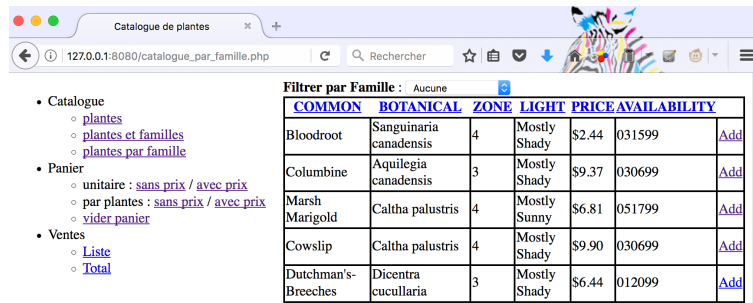 Catalogue de plantes
127.0.0.1:8080/catalogue_par_famille.php
Rechercher
Catalogue
plantes
plantes et familles
plantes par famille
Panier
unitaire : sans prix / avec prix
par plantes : sans prix / avec prix
vider panier
Ventes
Liste
Total
Filtrer par Famille : Aucune
COMMON BOTANICAL ZONE LIGHT PRICE AVAILABILITY
Bloodroot Sanguinaria canadensis 4 Mostly Shady $2.44 031599 Add
Columbine Aquilegia canadensis 3 Mostly Shady $9.37 030699 Add
Marsh Marigold Caltha palustris 4 Mostly Sunny $6.81 051799 Add
Cowslip Caltha palustris 4 Mostly Shady $9.90 030699 Add
Dutchman's-Breeches Dicentra cucullaria 3 Mostly Shady $6.44 012099 Add